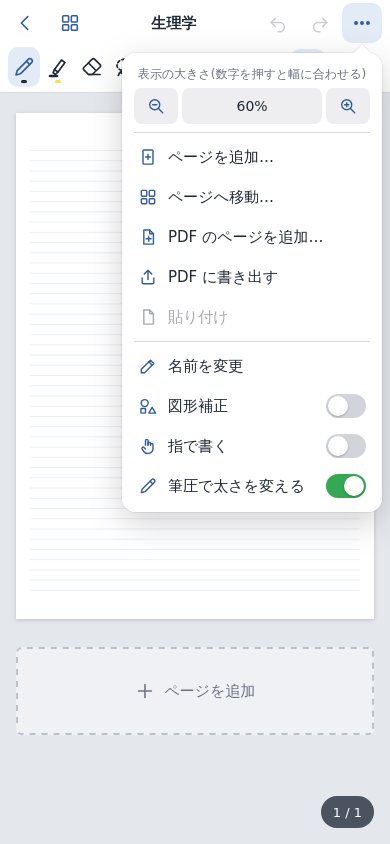 生理学
表示の大きさ(数字を押すと幅に合わせる)
60%
ページを追加…
ページへ移動…
PDF のページを追加…
PDF に書き出す
貼り付け
名前を変更
図形補正
指で書く
筆圧で太さを変える
ページを追加
1 / 1